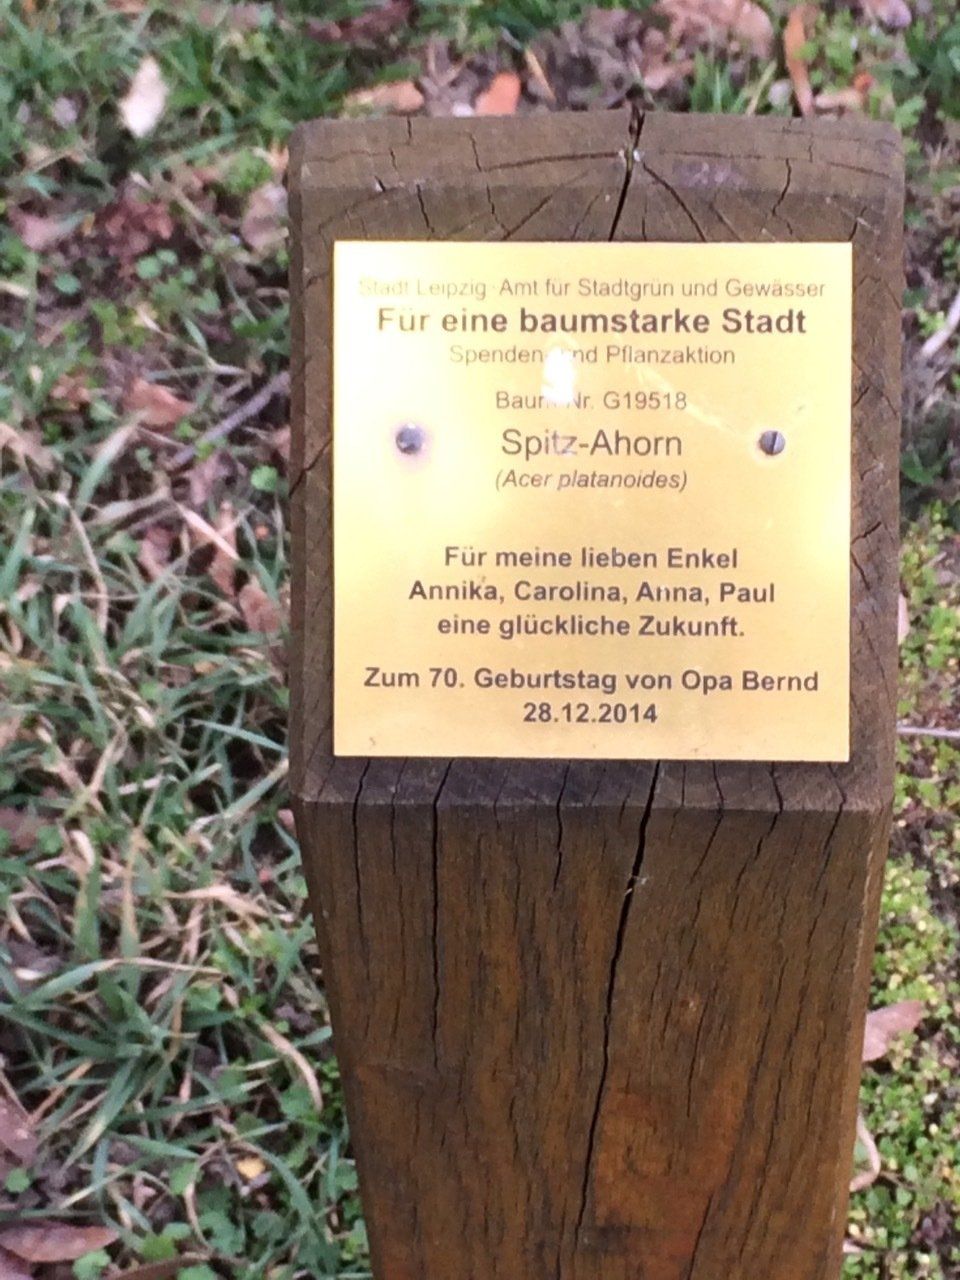 Stadt Leipzig · Amt für Stadtgrün und Gewässer
Für eine baumstarke Stadt
Spenden- und Pflanzaktion
Baum-Nr. G19518
Spitz-Ahorn
(Acer platanoides)
Für meine lieben Enkel
Annika, Carolina, Anna, Paul
eine glückliche Zukunft.
Zum 70. Geburtstag von Opa Bernd
28.12.2014